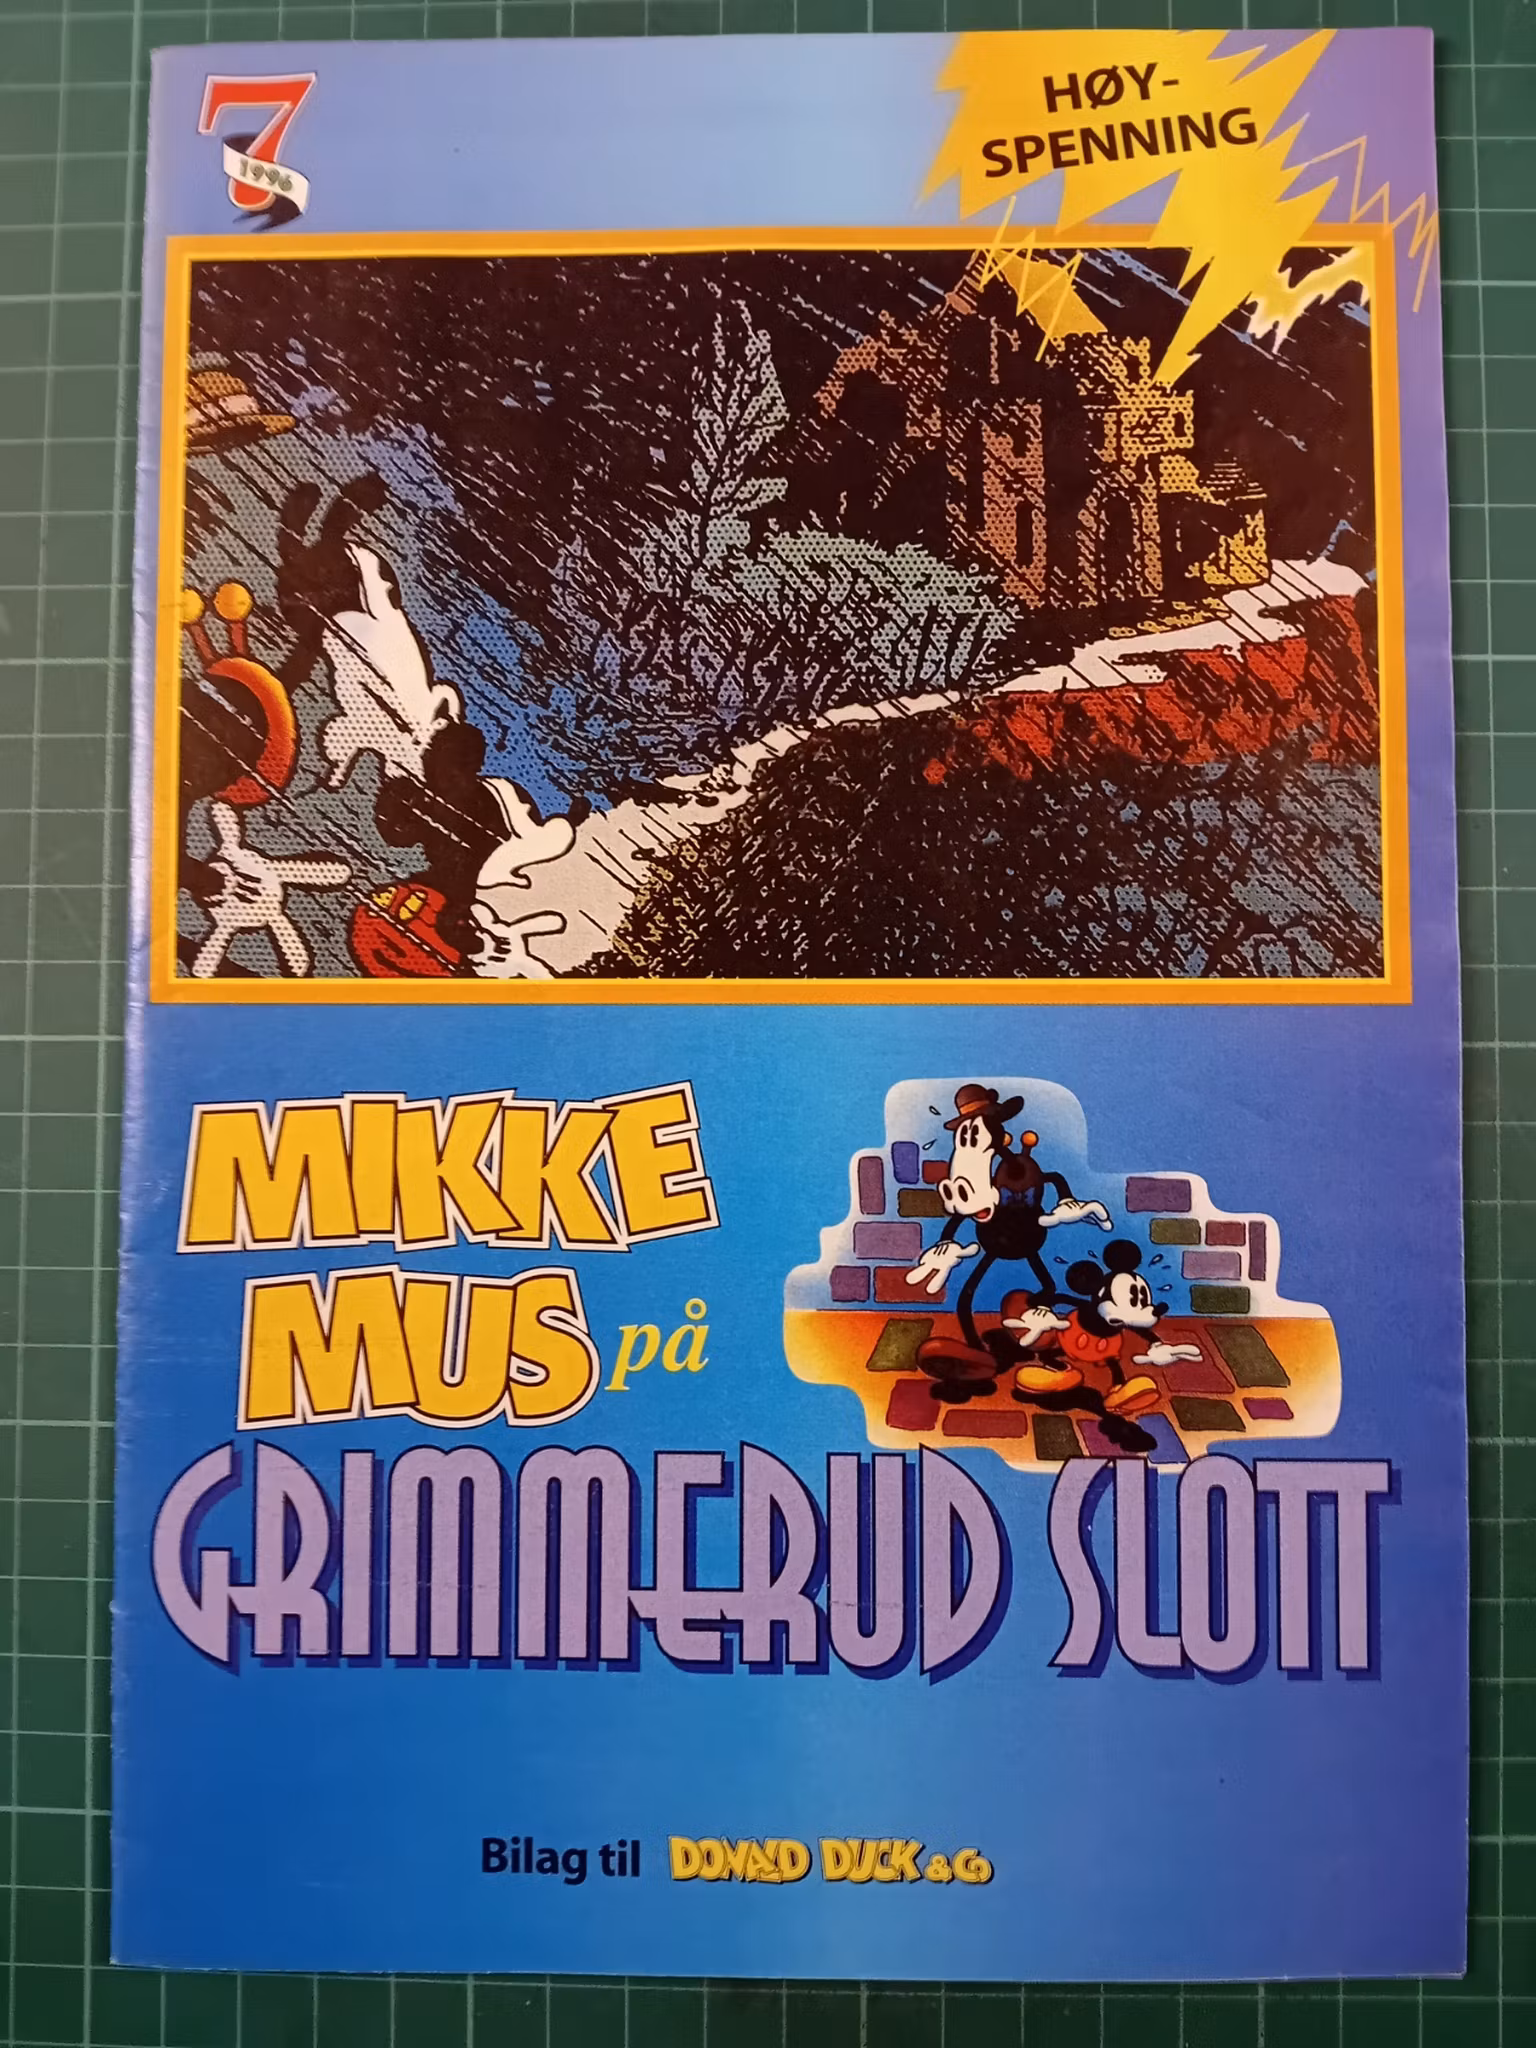 7
1996
HØY-
SPENNING
MIKKE
MUS på
GRIMMERUD SLOTT
Bilag til DONALD DUCK & Co